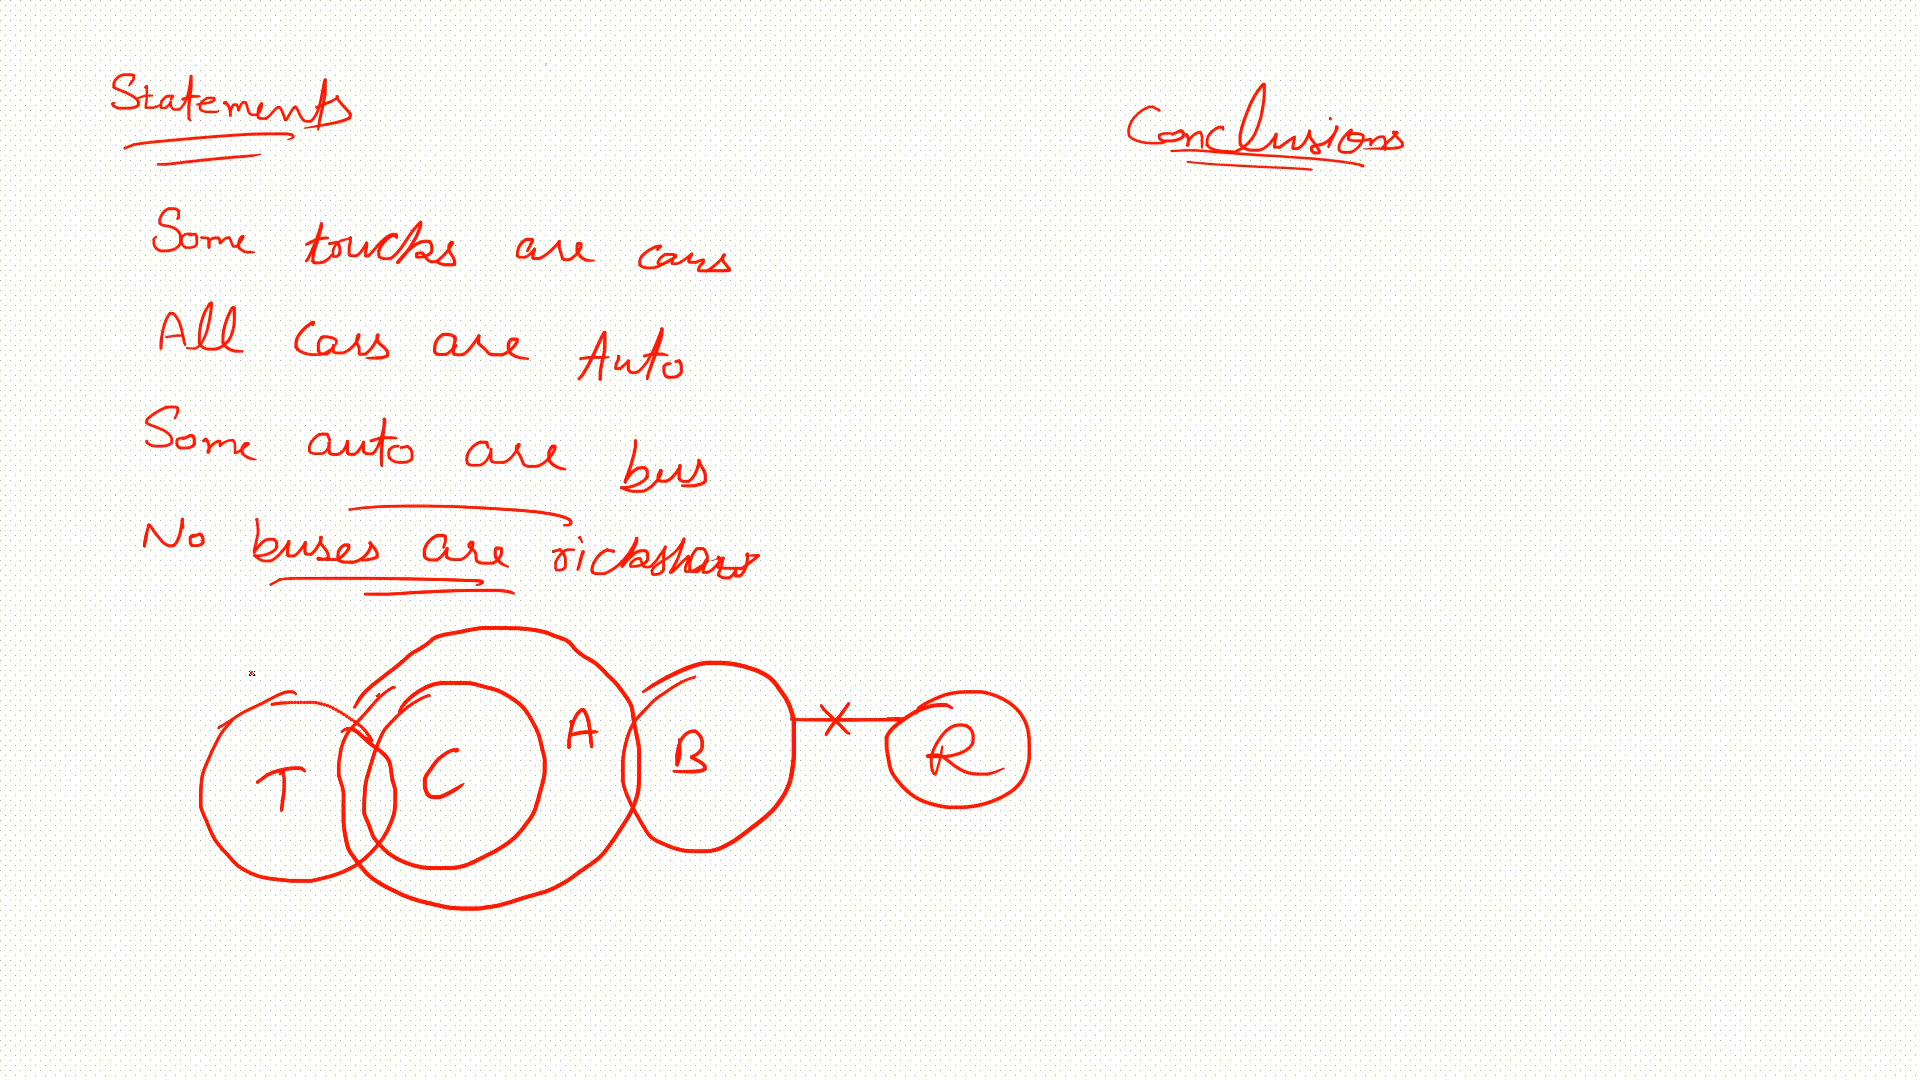 Statements
Conclusions
Some trucks are cars
All Cars are Auto
Some auto are bus
No buses are rickshaws
T C A B R